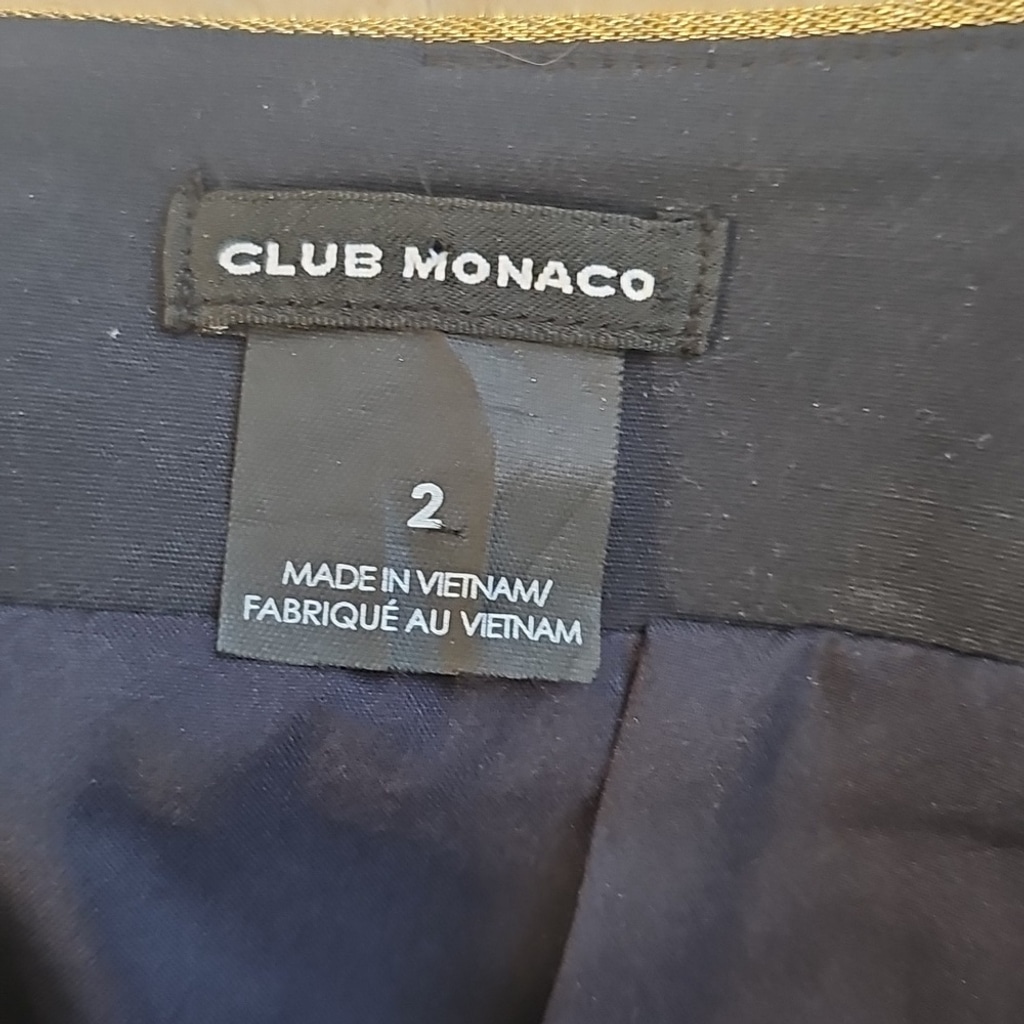 CLUB MONACO
2
MADE IN VIETNAM/
FABRIQUÉ AU VIETNAM